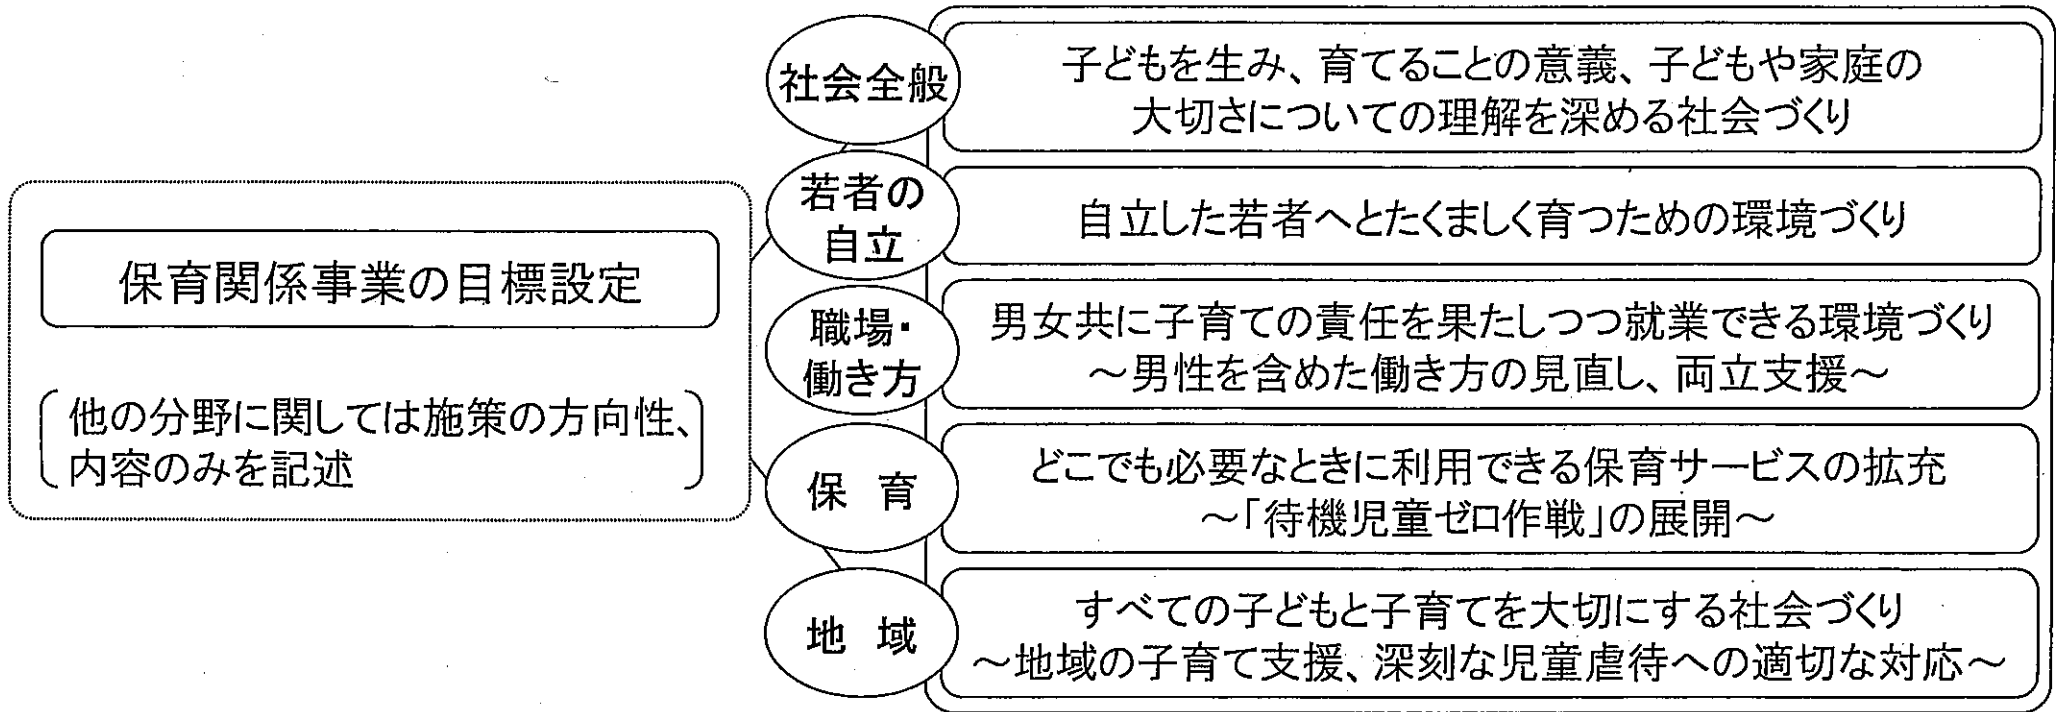 保育関係事業の目標設定
他の分野に関しては施策の方向性、
内容のみを記述
社会全般
子どもを生み、育てることの意義、子どもや家庭の
大切さについての理解を深める社会づくり
若者の
自立
自立した若者へとたくましく育つための環境づくり
職場・
働き方
男女共に子育ての責任を果たしつつ就業できる環境づくり
～男性を含めた働き方の見直し、両立支援～
保 育
どこでも必要なときに利用できる保育サービスの拡充
～「待機児童ゼロ作戦」の展開～
地 域
すべての子どもと子育てを大切にする社会づくり
～地域の子育て支援、深刻な児童虐待への適切な対応～